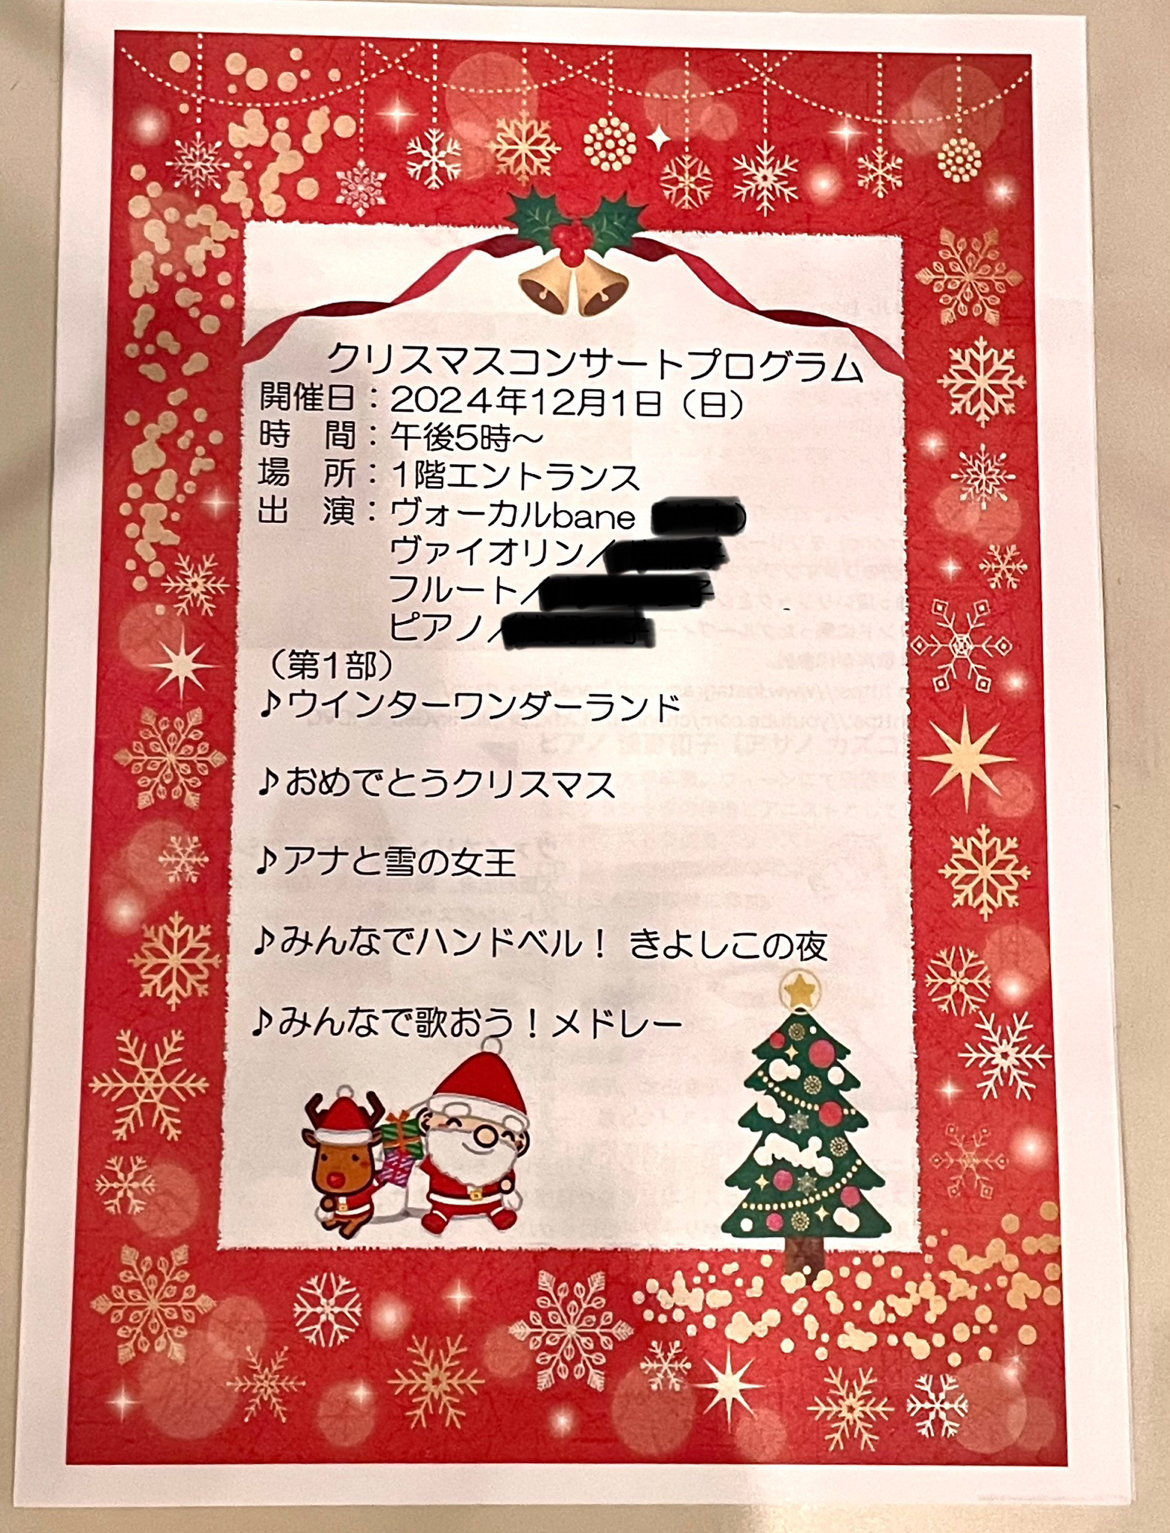 クリスマスコンサートプログラム
開催日：2024年12月1日（日）
時　間：午後5時～
場　所：1階エントランス
出　演：ヴォーカルbane
ヴァイオリン／
フルート／
ピアノ／
（第1部）
♪ウインターワンダーランド
♪おめでとうクリスマス
♪アナと雪の女王
♪みんなでハンドベル！ きよしこの夜
♪みんなで歌おう！メドレー